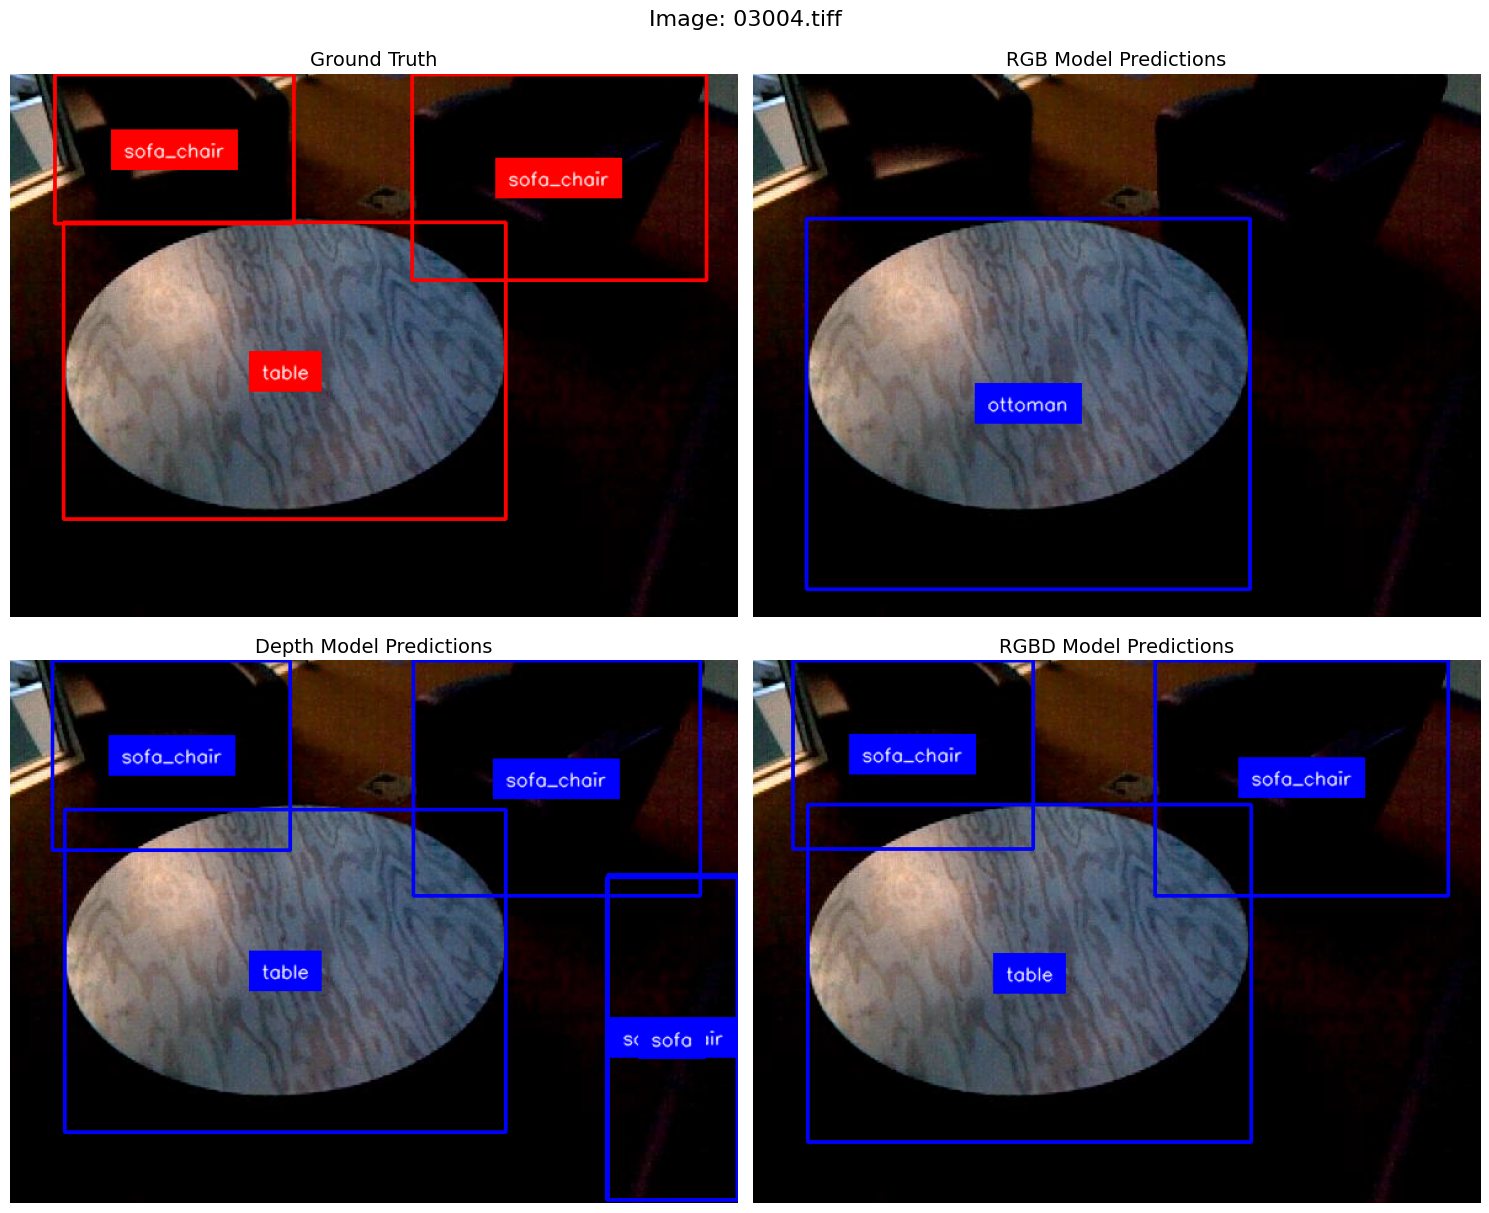 Image: 03004.tiff
Ground Truth
RGB Model Predictions
sofa_chair
sofa_chair
table
ottoman
Depth Model Predictions
RGBD Model Predictions
sofa_chair
sofa_chair
table
sofa
sofa_chair
sofa_chair
table